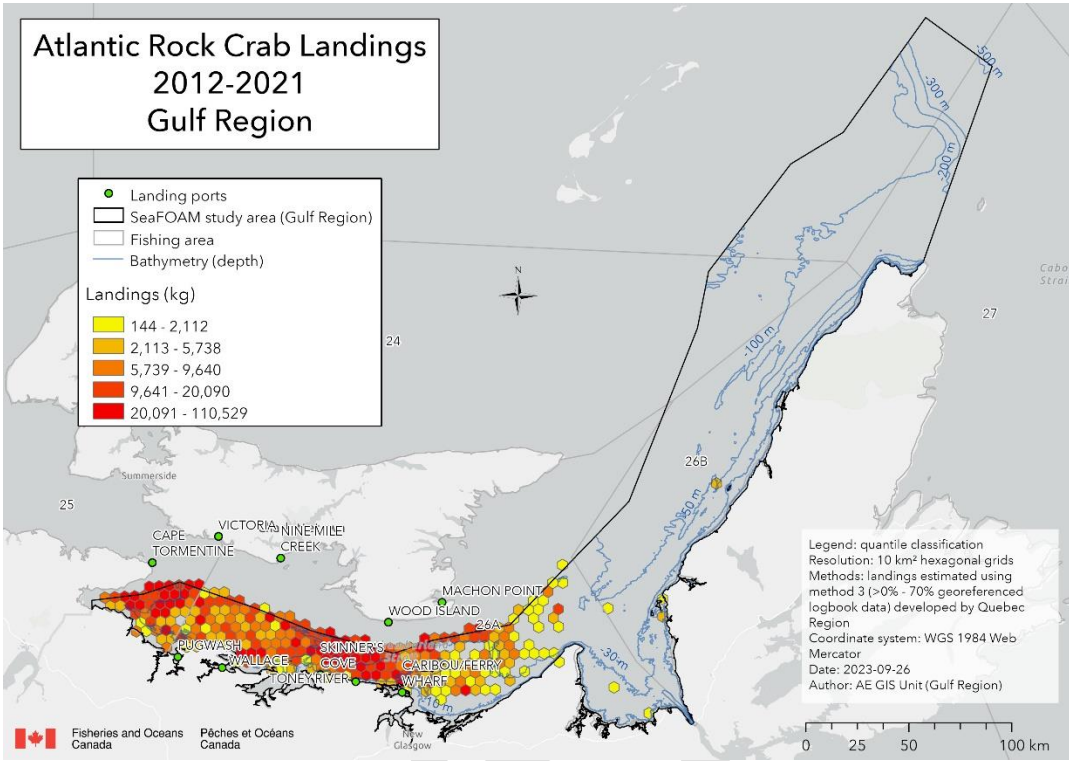 Atlantic Rock Crab Landings
2012-2021
Gulf Region
Landing ports
SeaFOAM study area (Gulf Region)
Fishing area
Bathymetry (depth)
Landings (kg)
144 - 2,112
2,113 - 5,738
5,739 - 9,640
9,641 - 20,090
20,091 - 110,529
-500 m
-300 m
-200 m
-100 m
-50 m
-30 m
-10 m
N
24
27
26B
25
26A
Cabo
Strai
Summerside
VICTORIA
NINE MILE
CREEK
CAPE
TORMENTINE
MACHON POINT
WOOD ISLAND
PUGWASH
WALLACE
SKINNER'S
COVE
TONEY RIVER
CARIBOU/FERRY
WHARF
New
Glasgow
Legend: quantile classification
Resolution: 10 km² hexagonal grids
Methods: landings estimated using
method 3 (>0% - 70% georeferenced
logbook data) developed by Quebec
Region
Coordinate system: WGS 1984 Web
Mercator
Date: 2023-09-26
Author: AE GIS Unit (Gulf Region)
0 25 50 100 km
Fisheries and Oceans
Canada
Pêches et Océans
Canada